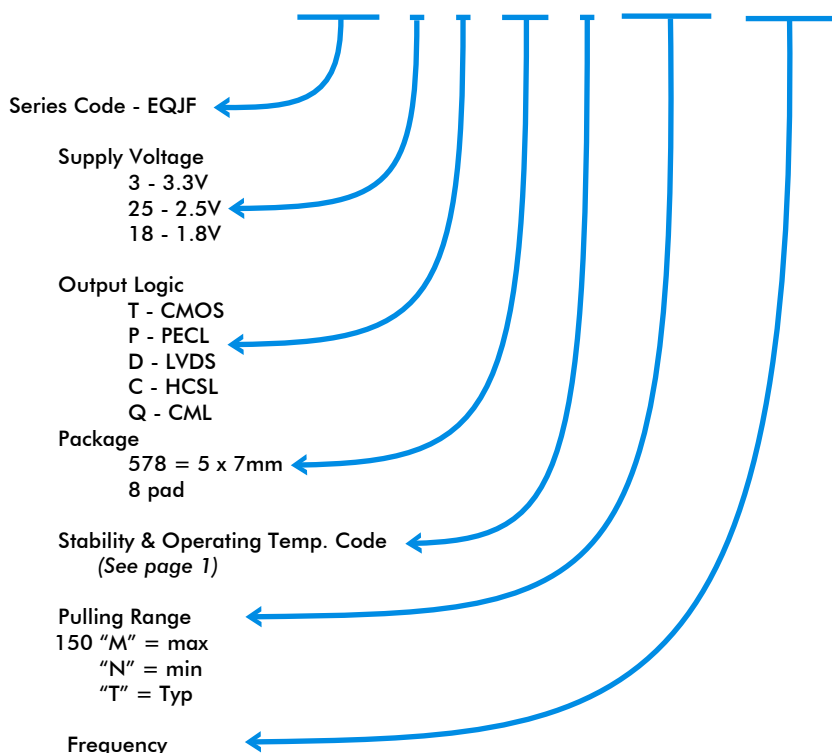 Series Code - EQJF
Supply Voltage
3 - 3.3V
25 - 2.5V
18 - 1.8V
Output Logic
T - CMOS
P - PECL
D - LVDS
C - HCSL
Q - CML
Package
578 = 5 x 7mm
8 pad
Stability & Operating Temp. Code
(See page 1)
Pulling Range
150 “M” = max
“N” = min
“T” = Typ
Frequency